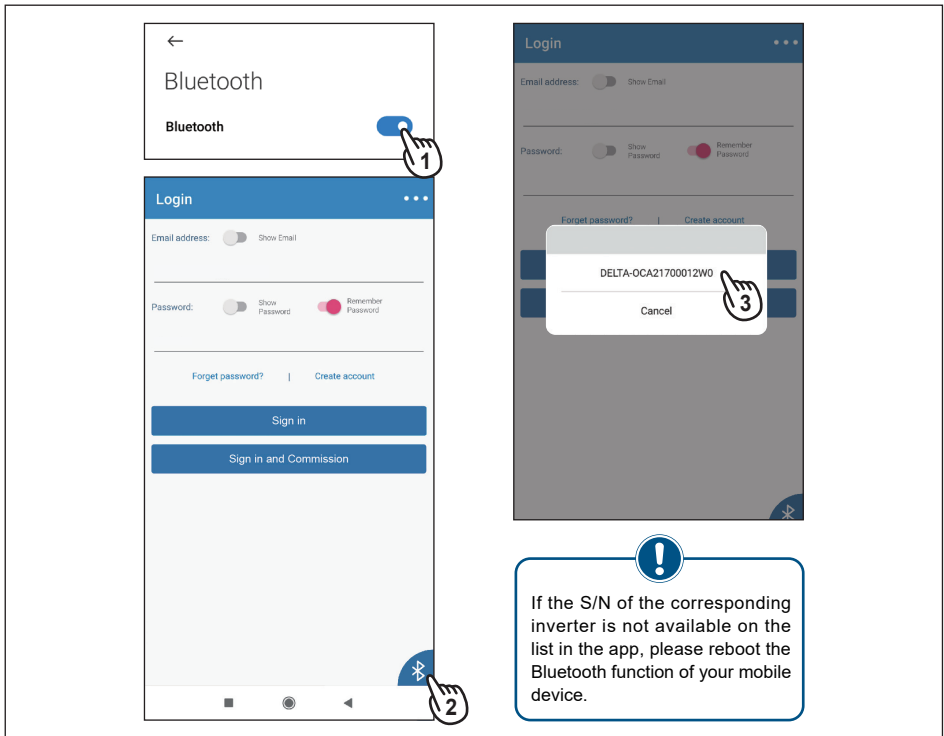 Bluetooth
Bluetooth
1
Login
Email address: Show Email
Password: Show Password Remember Password
Forget password? | Create account
Sign in
Sign in and Commission
2
Login
Email address: Show Email
Password: Show Password Remember Password
Forget password? | Create account
DELTA-OCA21700012W0
3
Cancel
!
If the S/N of the corresponding
inverter is not available on the
list in the app, please reboot the
Bluetooth function of your mobile
device.